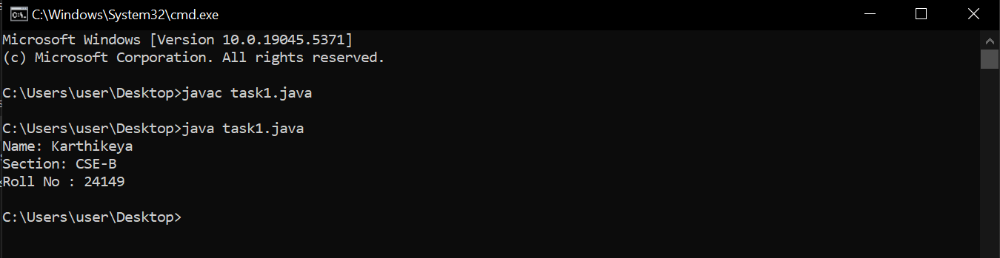 C:\Windows\System32\cmd.exe
Microsoft Windows [Version 10.0.19045.5371]
(c) Microsoft Corporation. All rights reserved.
C:\Users\user\Desktop>javac task1.java
C:\Users\user\Desktop>java task1.java
Name: Karthikeya
Section: CSE-B
Roll No : 24149
C:\Users\user\Desktop>